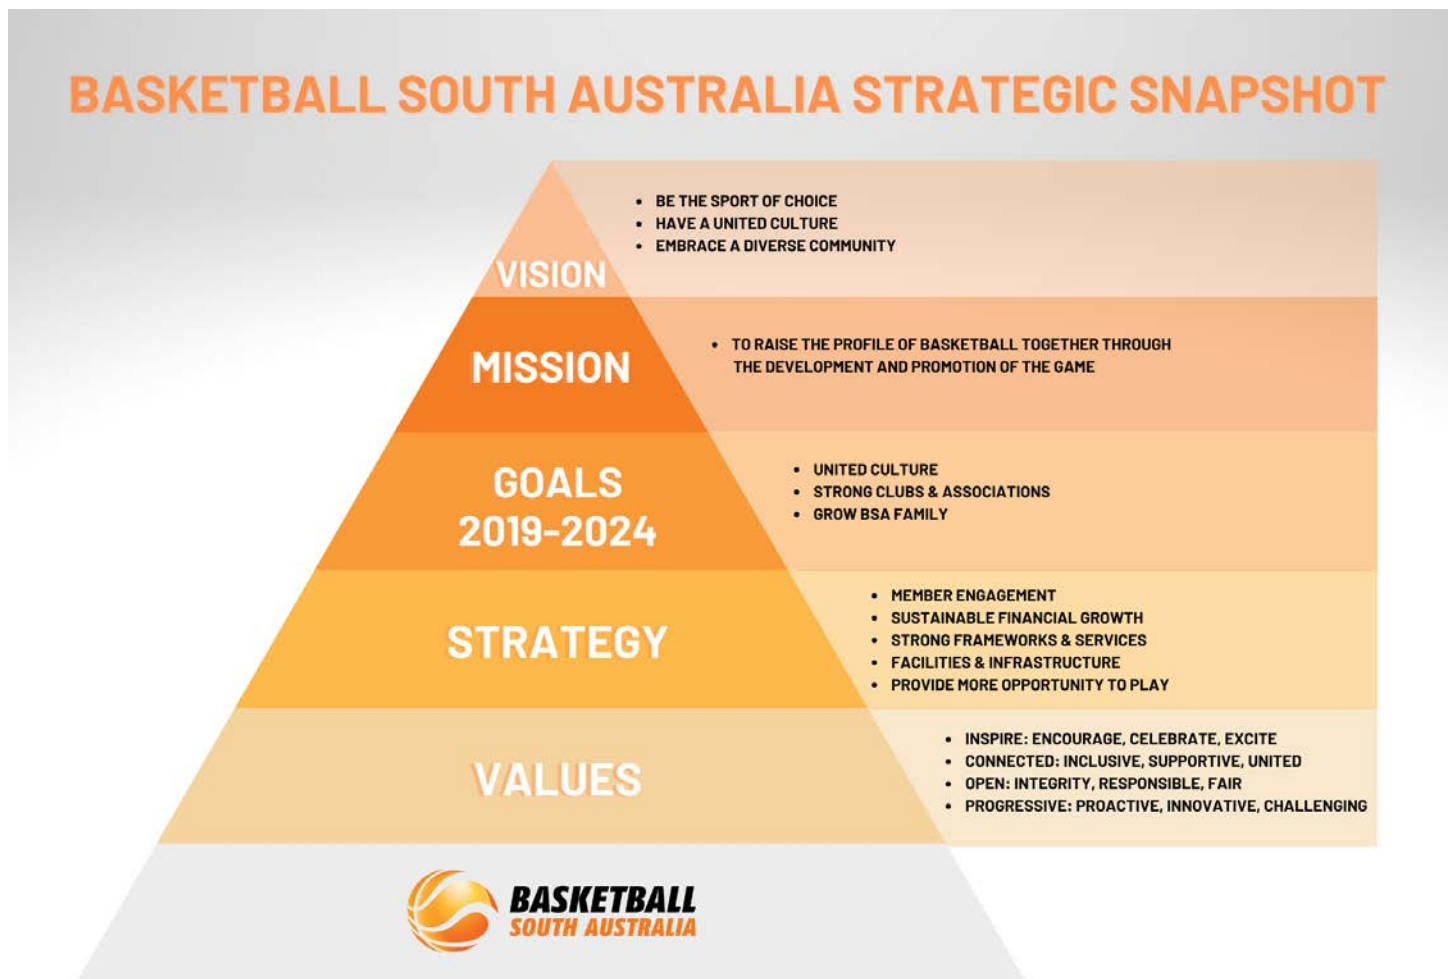 BASKETBALL SOUTH AUSTRALIA STRATEGIC SNAPSHOT
VISION
• BE THE SPORT OF CHOICE
• HAVE A UNITED CULTURE
• EMBRACE A DIVERSE COMMUNITY
MISSION
• TO RAISE THE PROFILE OF BASKETBALL TOGETHER THROUGH
THE DEVELOPMENT AND PROMOTION OF THE GAME
GOALS
2019-2024
• UNITED CULTURE
• STRONG CLUBS & ASSOCIATIONS
• GROW BSA FAMILY
STRATEGY
• MEMBER ENGAGEMENT
• SUSTAINABLE FINANCIAL GROWTH
• STRONG FRAMEWORKS & SERVICES
• FACILITIES & INFRASTRUCTURE
• PROVIDE MORE OPPORTUNITY TO PLAY
VALUES
• INSPIRE: ENCOURAGE, CELEBRATE, EXCITE
• CONNECTED: INCLUSIVE, SUPPORTIVE, UNITED
• OPEN: INTEGRITY, RESPONSIBLE, FAIR
• PROGRESSIVE: PROACTIVE, INNOVATIVE, CHALLENGING
BASKETBALL
SOUTH AUSTRALIA